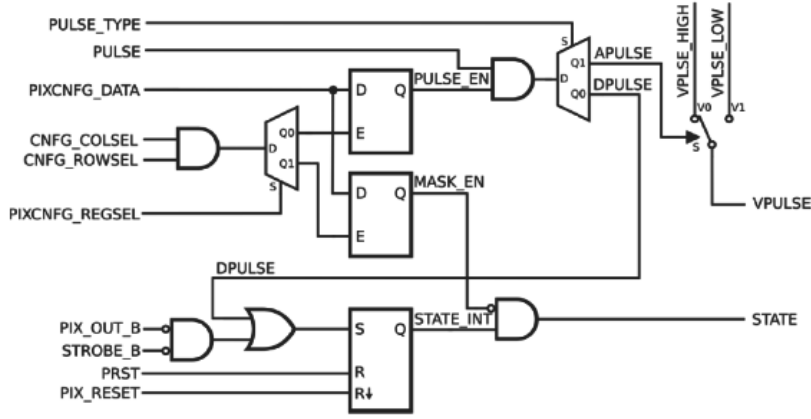 PULSE_TYPE
PULSE
PIXCNFG_DATA
CNFG_COLSEL
CNFG_ROWSEL
PIXCNFG_REGSEL
D
S
Q0
Q1
D
Q
E
PULSE_EN
D
Q
E
MASK_EN
S
D
Q1
Q0
APULSE
DPULSE
VPLSE_HIGH
VPLSE_LOW
V0
V1
S
VPULSE
DPULSE
PIX_OUT_B
STROBE_B
PRST
PIX_RESET
S
Q
R
R↓
STATE_INT
STATE